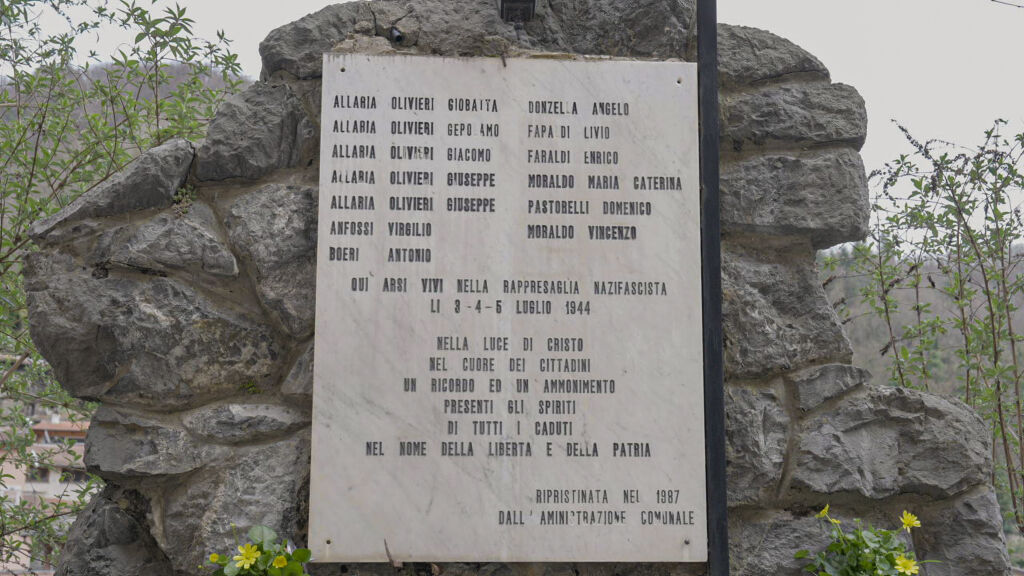 ALLARIA OLIVIERI GIOBATTA
ALLARIA OLIVIERI
ALLARIA OLIVIERI GIACOMO
ALLARIA OLIVIERI GIUSEPPE
ALLARIA OLIVIERI GIUSEPPE
ANFOSSI VIRGILIO
BOERI ANTONIO
DONZELLA ANGELO
FAPA DI LIVIO
FARALDI ENRICO
MORALDO MARIA CATERINA
PASTORELLI DOMENICO
MORALDO VINCENZO
QUI ARSI VIVI NELLA RAPPRESAGLIA NAZIFASCISTA
LI 3-4-5 LUGLIO 1944
NELLA LUCE DI CRISTO
NEL CUORE DEI CITTADINI
UN RICORDO ED UN AMMONIMENTO
PRESENTI GLI SPIRITI
DI TUTTI I CADUTI
NEL NOME DELLA LIBERTA E DELLA PATRIA
RIPRISTINATA NEL 1987
DALL'AMINISTRAZIONE COMUNALE